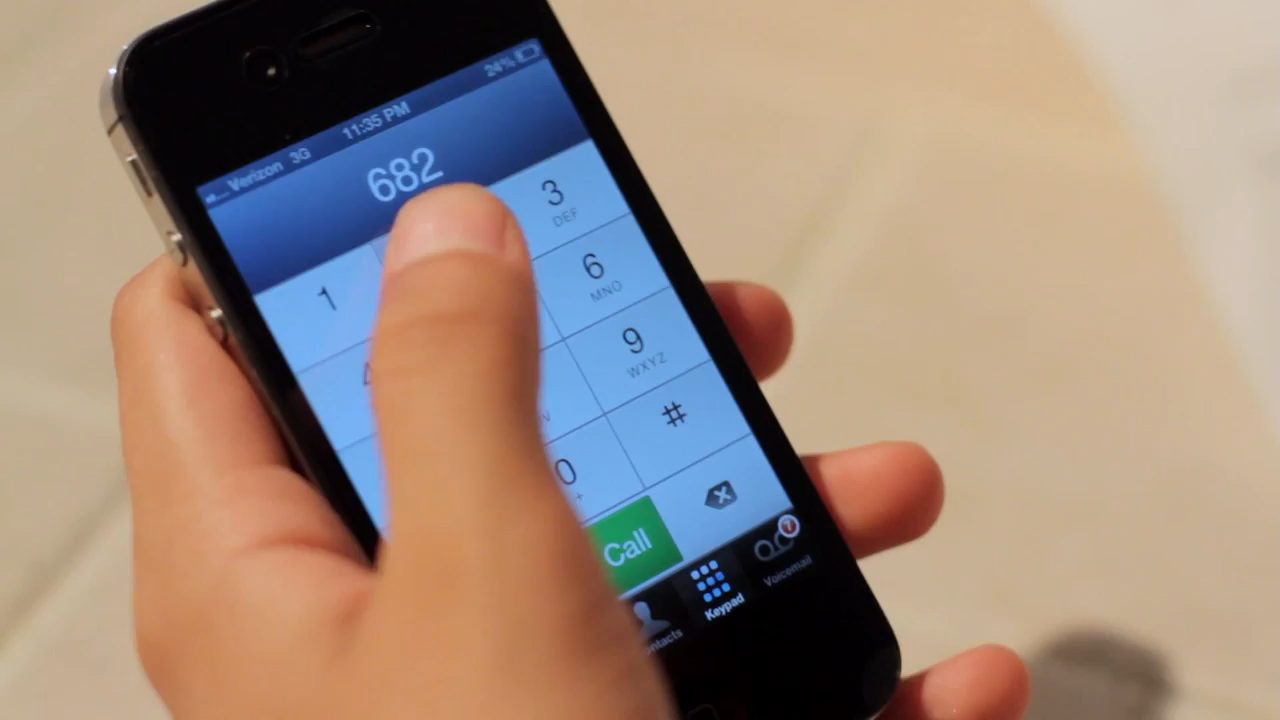 Verizon 3G 11:35 PM 24%
682
1 3
DEF
6
MNO
9
WXYZ
0 #
+
Call
Keypad Voicemail